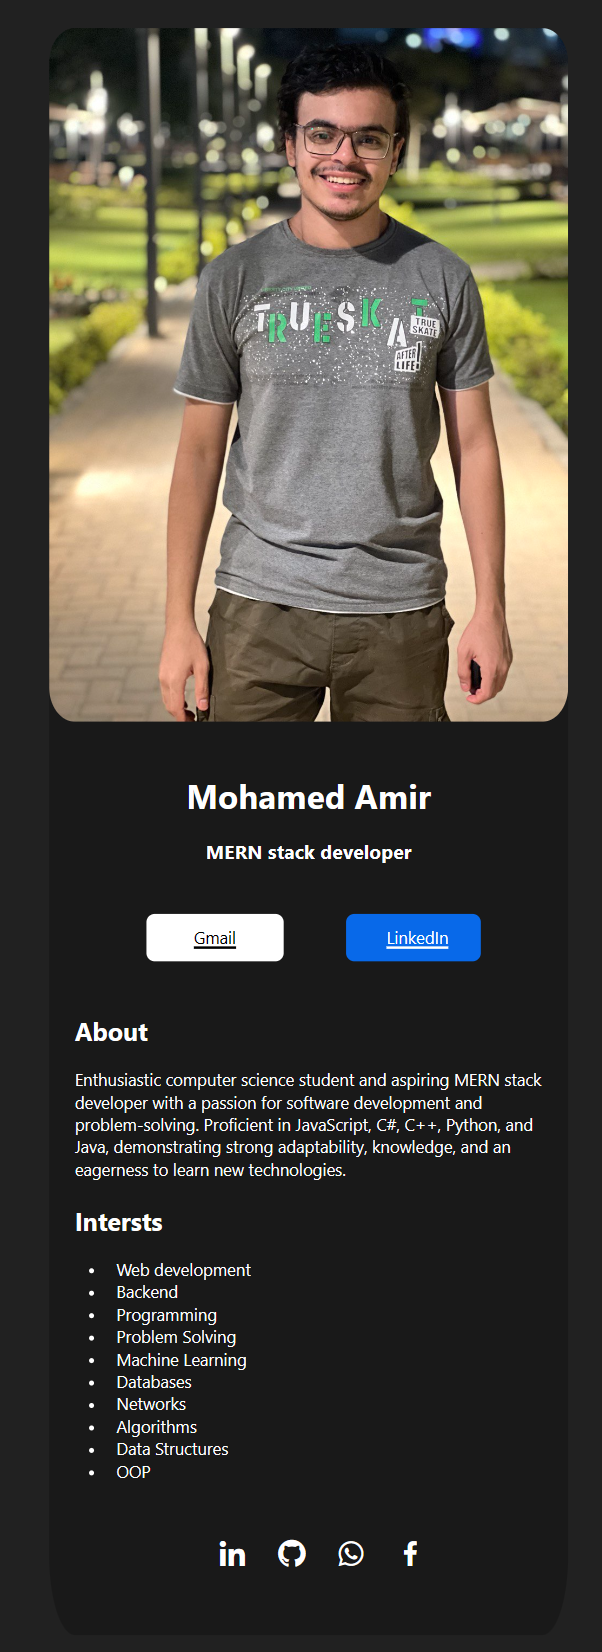 TRUESKAT
TRUE
SKATE
AFTER
LIFE!
Mohamed Amir
MERN stack developer
Gmail
LinkedIn
About
Enthusiastic computer science student and aspiring MERN stack
developer with a passion for software development and
problem-solving. Proficient in JavaScript, C#, C++, Python, and
Java, demonstrating strong adaptability, knowledge, and an
eagerness to learn new technologies.
Intersts
• Web development
• Backend
• Programming
• Problem Solving
• Machine Learning
• Databases
• Networks
• Algorithms
• Data Structures
• OOP
in